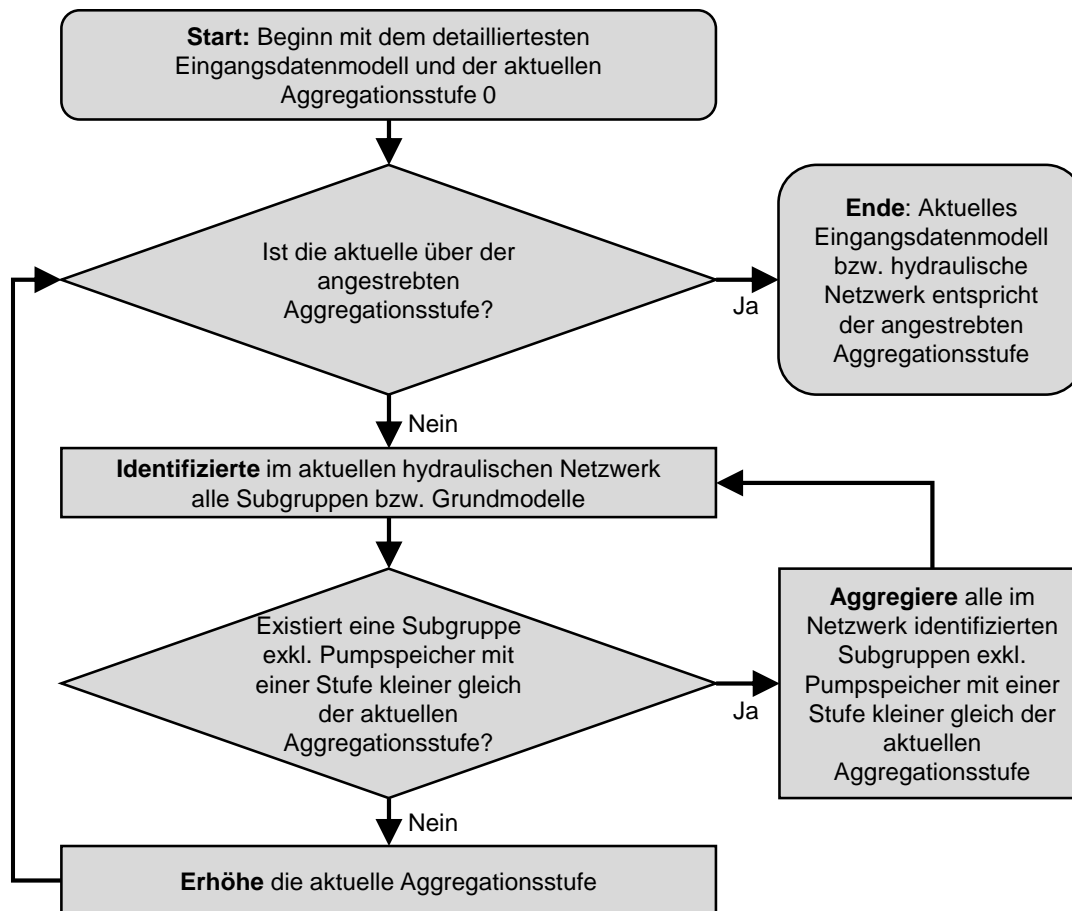 Start: Beginn mit dem detailliertesten
Eingangsdatenmodell und der aktuellen
Aggregationsstufe 0
Ist die aktuelle über der
angestrebten
Aggregationsstufe?
Ja
Ende: Aktuelles
Eingangsdatenmodell
bzw. hydraulische
Netzwerk entspricht
der angestrebten
Aggregationsstufe
Nein
Identifizierte im aktuellen hydraulischen Netzwerk
alle Subgruppen bzw. Grundmodelle
Existiert eine Subgruppe
exkl. Pumpspeicher mit
einer Stufe kleiner gleich
der aktuellen
Aggregationsstufe?
Ja
Aggregiere alle im
Netzwerk identifizierten
Subgruppen exkl.
Pumpspeicher mit einer
Stufe kleiner gleich der
aktuellen
Aggregationsstufe
Nein
Erhöhe die aktuelle Aggregationsstufe